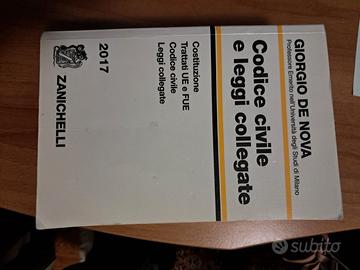 GIORGIO DE NOVA
Professore Emerito nell'Università degli Studi di Milano
Codice civile
e leggi collegate
Costituzione
Trattati UE e FUE
Codice civile
Leggi collegate
2017
ZANICHELLI
subito